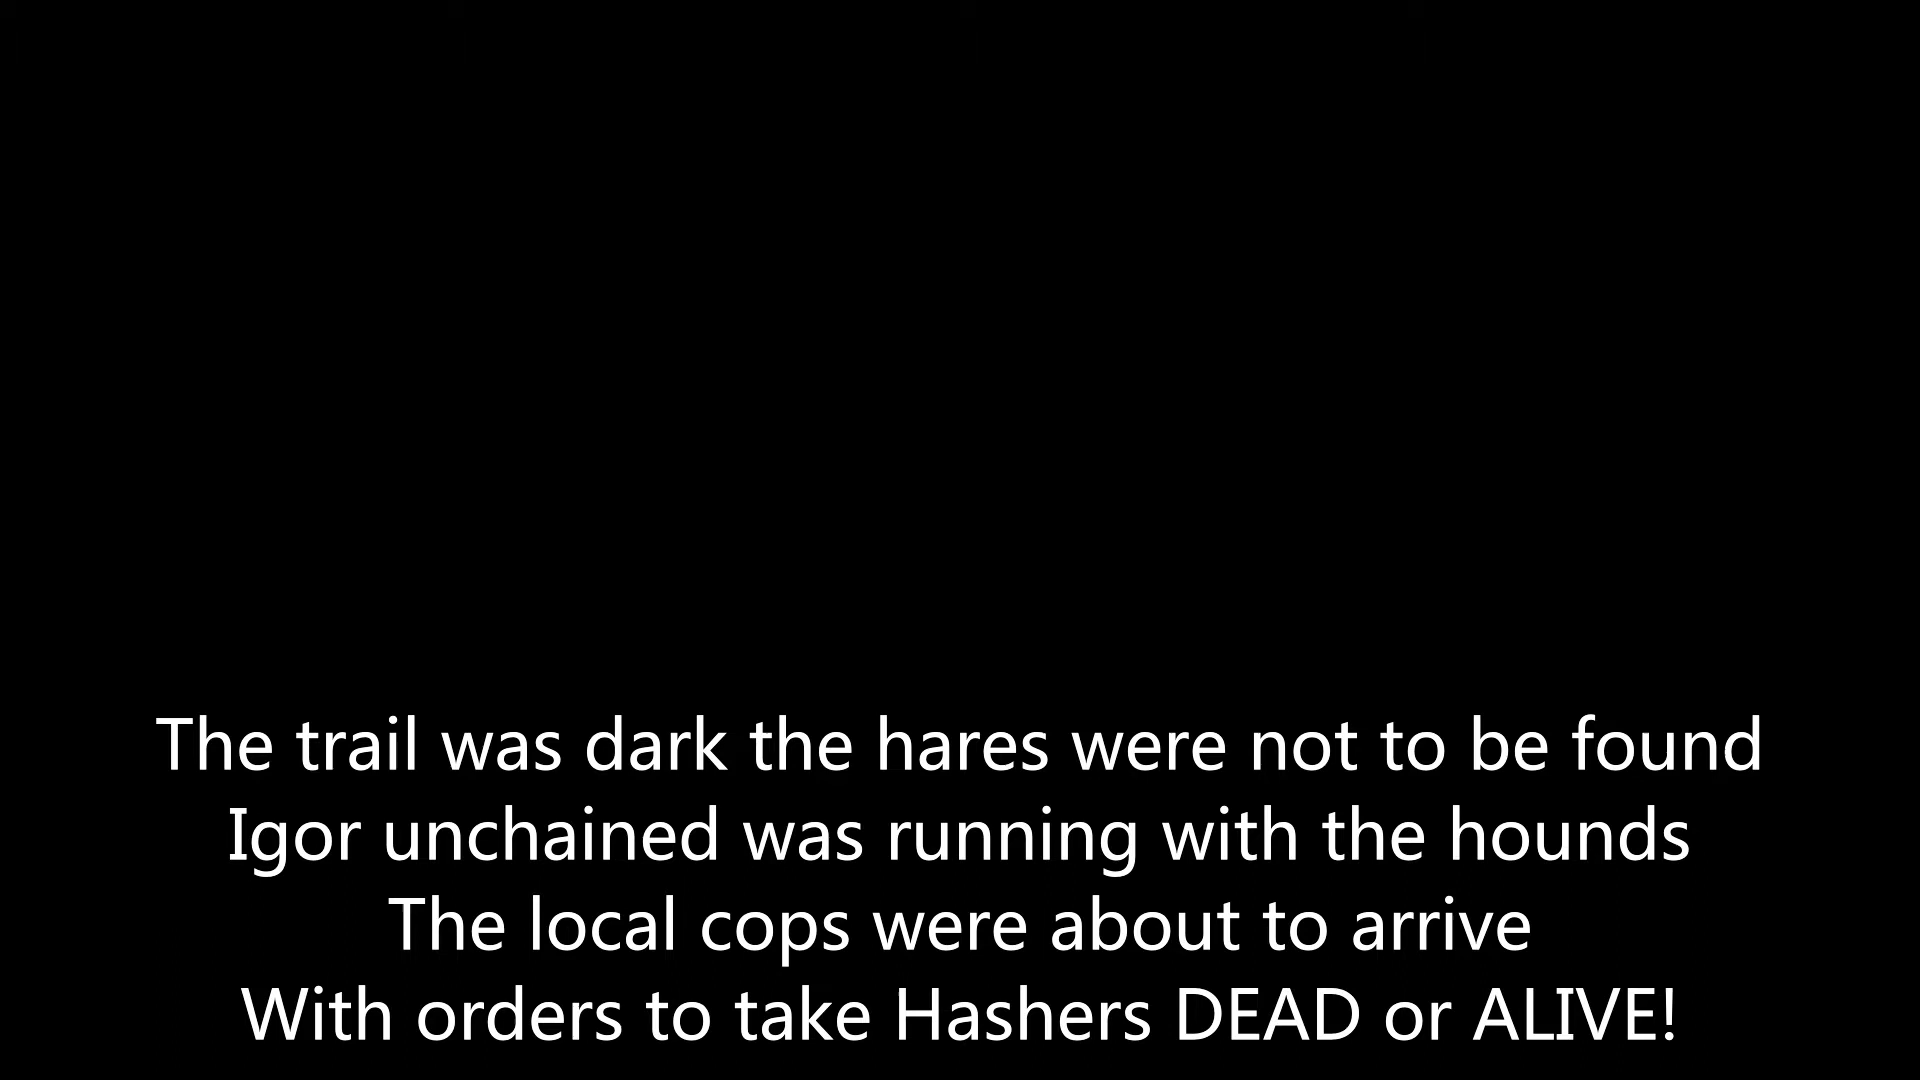 The trail was dark the hares were not to be found
Igor unchained was running with the hounds
The local cops were about to arrive
With orders to take Hashers DEAD or ALIVE!